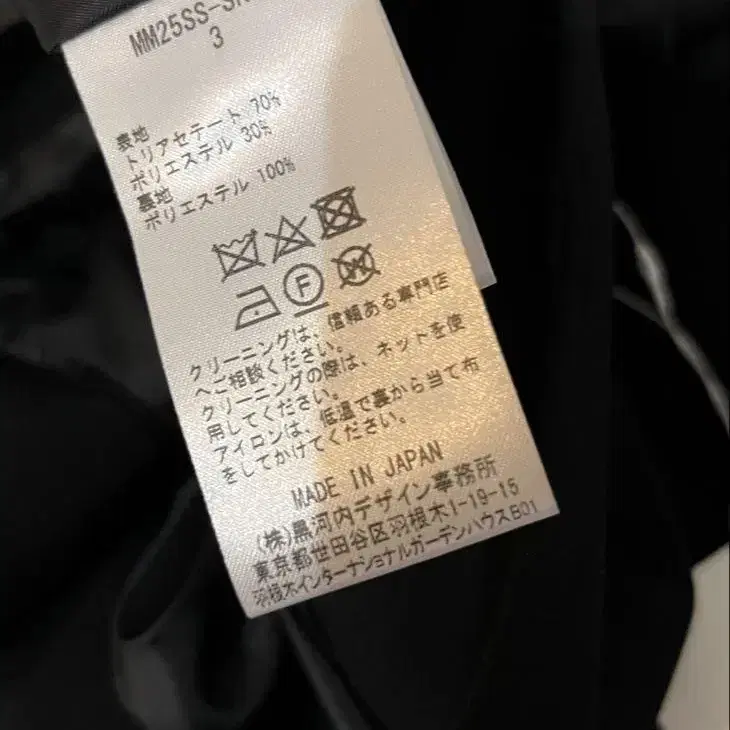 MM25SS-S
3
表地
トリアセテート 70%
ポリエステル 30%
裏地
ポリエステル 100%
F
W
クリーニングは、信頼ある専門店
へご相談ください。
クリーニングの際は、ネットを使
用してください。
アイロンは、低温で裏から当て布
をしてかけてください。
MADE IN JAPAN
(株)黒河内デザイン事務所
東京都世田谷区羽根木1-19-15
羽根木インターナショナルガーデンハウスB01